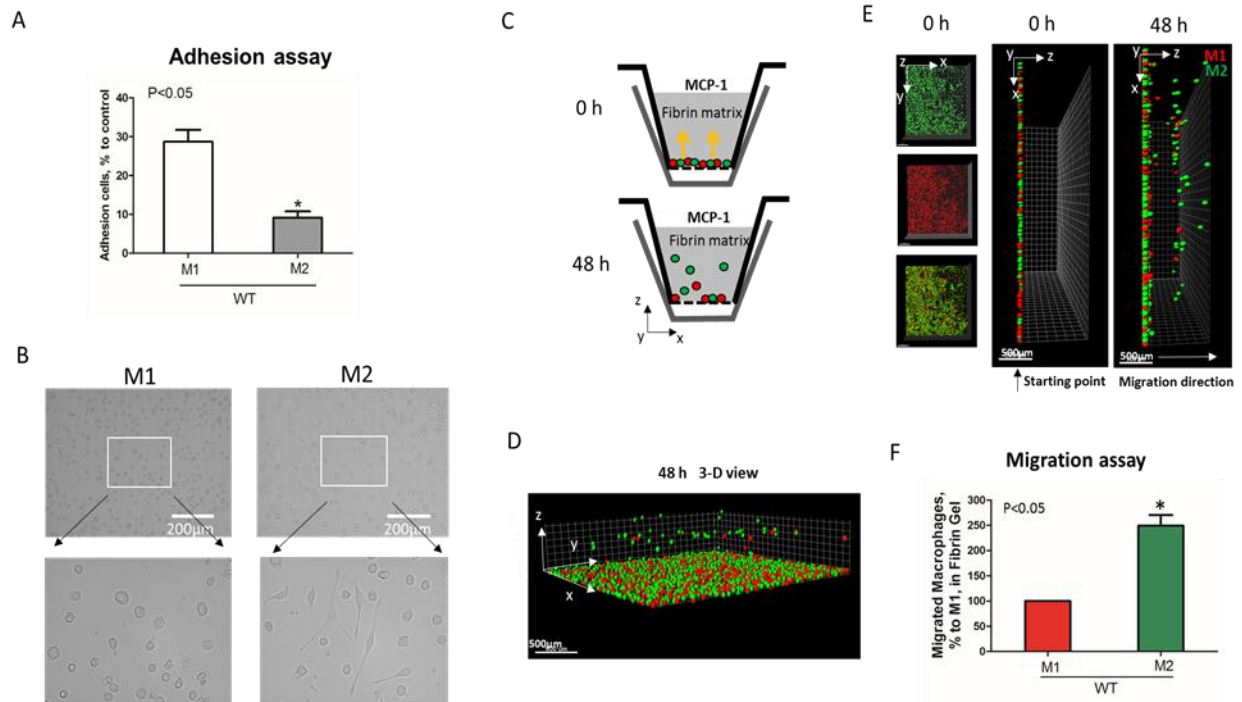 A
Adhesion assay
P<0.05
Adhesion cells, % to control
40
30
20
10
0
*
M1
M2
WT
B
M1
M2
200µm
200µm
C
0 h
MCP-1
Fibrin matrix
48 h
MCP-1
Fibrin matrix
z
y
x
D
48 h 3-D view
z
y
x
500µm
E
0 h
0 h
48 h
z
x
y
y
z
x
y
z
x
M1
M2
500µm
500µm
Starting point
Migration direction
F
Migration assay
P<0.05
Migrated Macrophages,
% to M1, in Fibrin Gel
300
250
200
150
100
50
0
*
M1
M2
WT